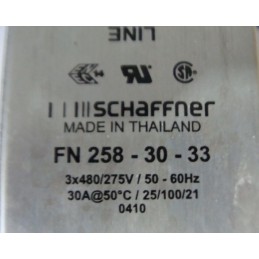 LINE
schaffner
MADE IN THAILAND
FN 258 - 30 - 33
3x480/275V / 50 - 60Hz
30A@50°C / 25/100/21
0410